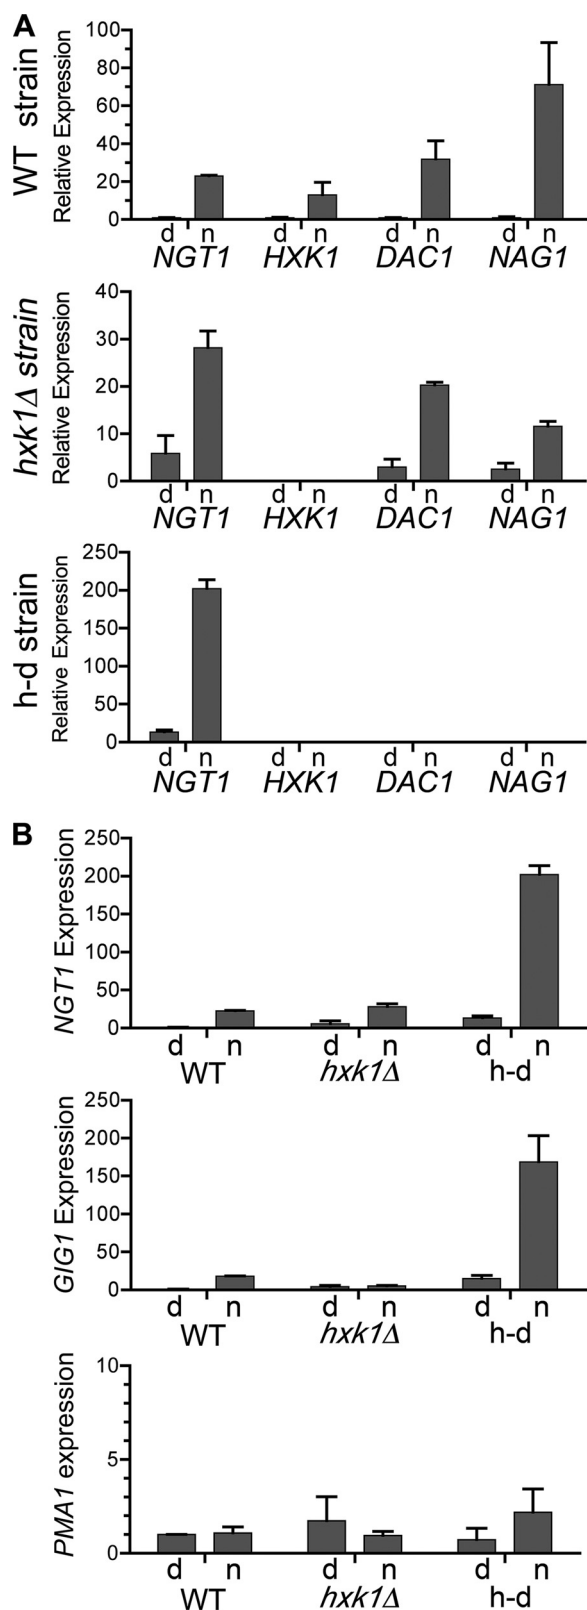 A
WT strain
Relative Expression
100
80
60
40
20
0
d n d n d n d n
NGT1 HXK1 DAC1 NAG1
hxk1Δ strain
Relative Expression
40
30
20
10
0
d n d n d n d n
NGT1 HXK1 DAC1 NAG1
h-d strain
Relative Expression
250
200
150
100
50
0
d n d n d n d n
NGT1 HXK1 DAC1 NAG1
B
NGT1 Expression
250
200
150
100
50
0
d n d n d n
WT hxk1Δ h-d
GIG1 Expression
250
200
150
100
50
0
d n d n d n
WT hxk1Δ h-d
PMA1 expression
10
5
0
d n d n d n
WT hxk1Δ h-d